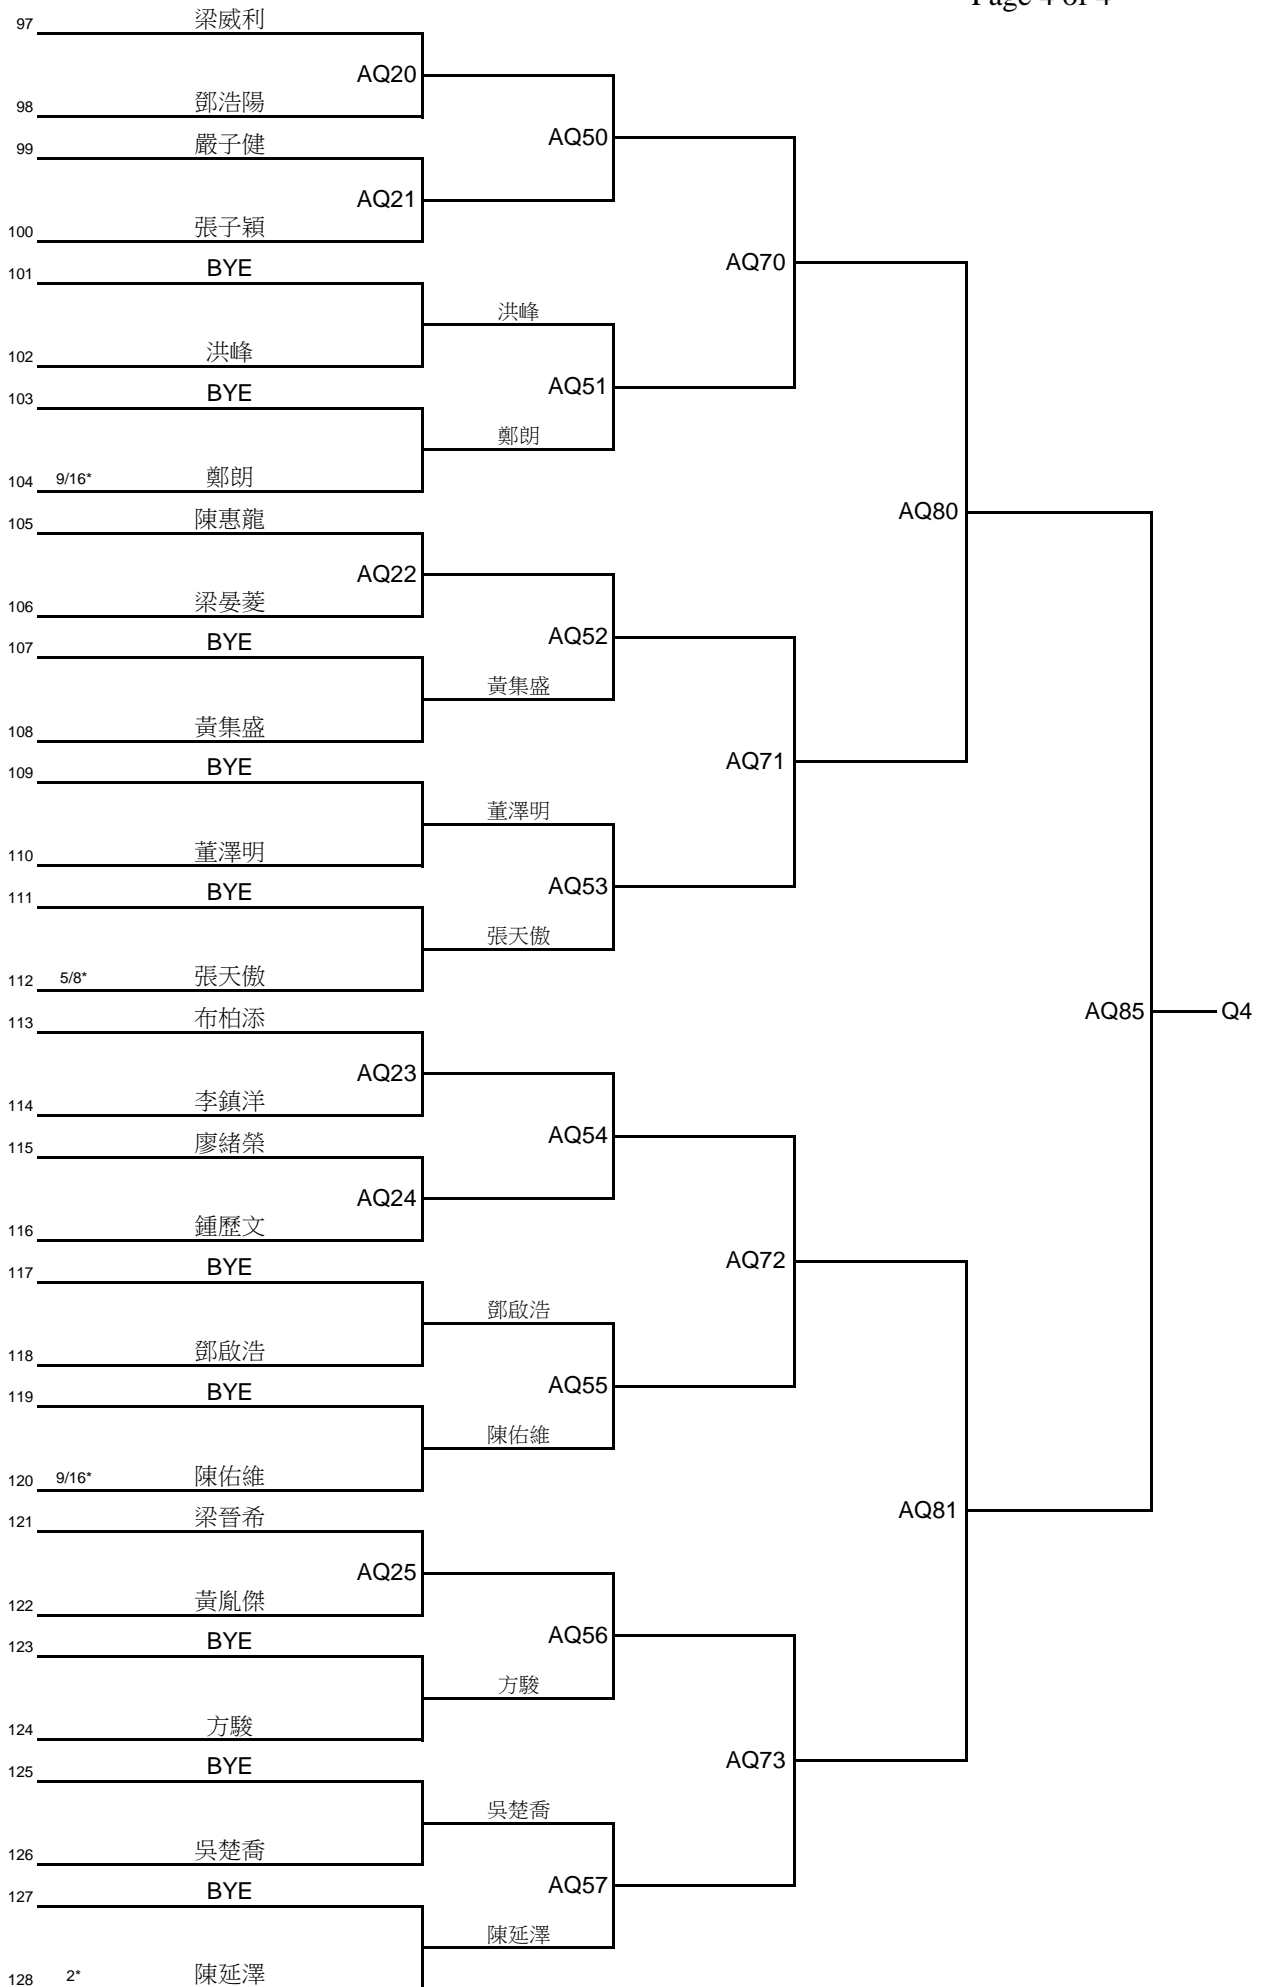 Page 4 of 4
97 梁威利
AQ20
98 鄧浩陽
AQ50
99 嚴子健
AQ21
100 張子穎
AQ70
101 BYE
洪峰
102 洪峰
AQ51
103 BYE
鄭朗
104 9/16* 鄭朗
AQ80
105 陳惠龍
AQ22
106 梁晏菱
AQ52
107 BYE
黃集盛
108 黃集盛
AQ71
109 BYE
董澤明
110 董澤明
AQ53
111 BYE
張天傲
112 5/8* 張天傲
AQ85 Q4
113 布柏添
AQ23
114 李鎮洋
AQ54
115 廖緒榮
AQ24
116 鍾歷文
AQ72
117 BYE
鄧啟浩
118 鄧啟浩
AQ55
119 BYE
陳佑維
120 9/16* 陳佑維
AQ81
121 梁晉希
AQ25
122 黃胤傑
AQ56
123 BYE
方駿
124 方駿
AQ73
125 BYE
吳楚喬
126 吳楚喬
AQ57
127 BYE
陳延澤
128 2* 陳延澤